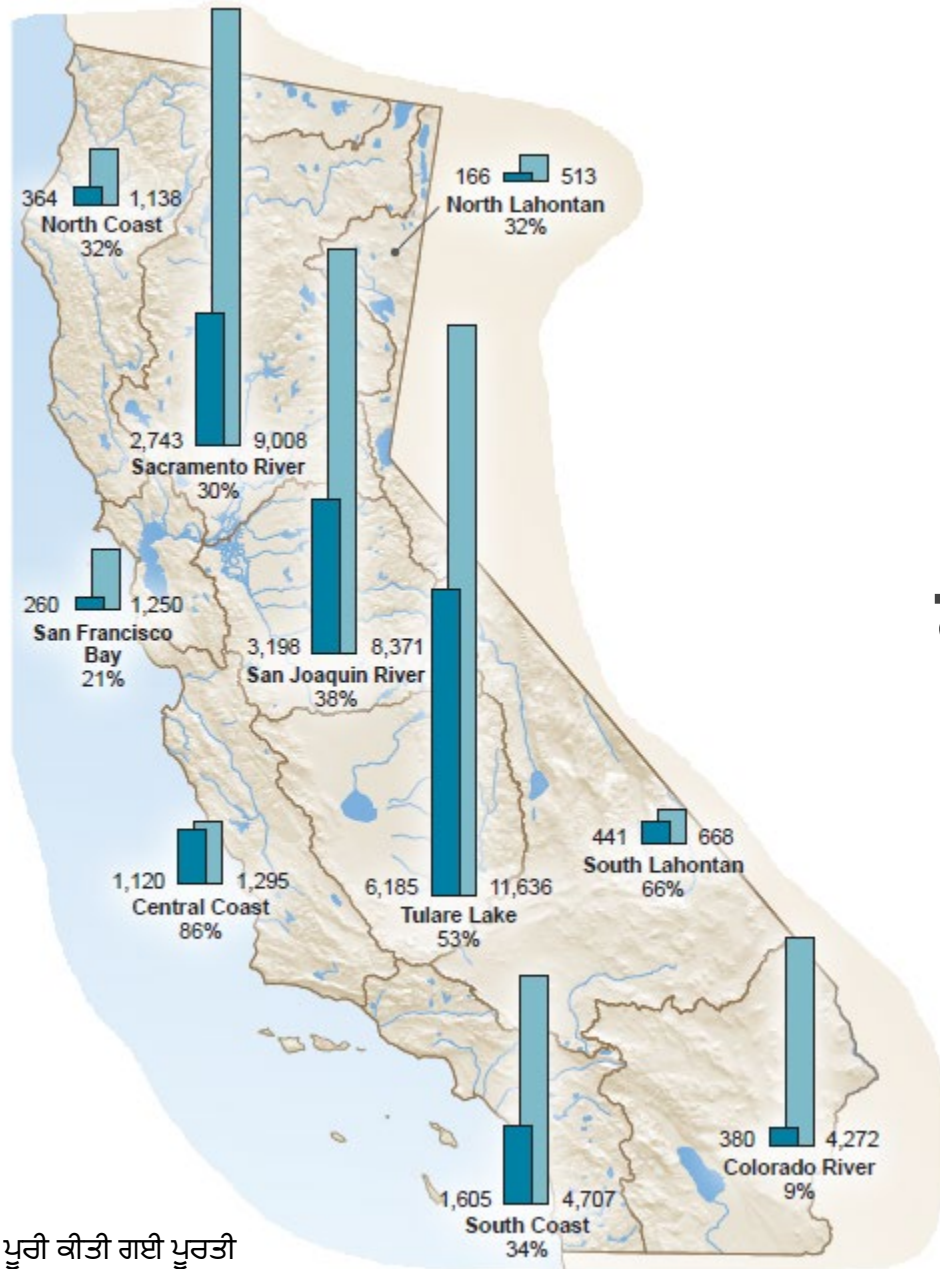 364 1,138
North Coast
32%
166 513
North Lahontan
32%
2,743 9,008
Sacramento River
30%
260 1,250
San Francisco
Bay
21%
3,198 8,371
San Joaquin River
38%
1,120 1,295
Central Coast
86%
6,185 11,636
Tulare Lake
53%
441 668
South Lahontan
66%
380 4,272
Colorado River
9%
1,605 4,707
South Coast
34%
ਪੂਰੀ ਕੀਤੀ ਗਈ ਪੂਰਤੀ